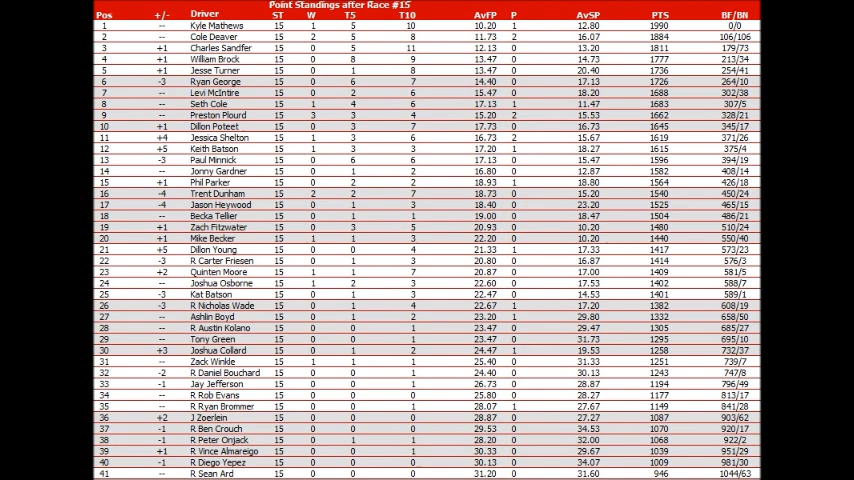 Point Standings after Race #15
Pos +/- Driver ST W T5 T10 AvFP P AvSP PTS BF/BN
1 -- Kyle Mathews 15 1 5 10 10.20 1 12.80 1990 0/0
2 -- Cole Deaver 15 2 5 8 11.73 2 16.07 1884 106/106
3 +1 Charles Sandfer 15 0 5 11 12.13 0 13.20 1811 179/73
4 +1 William Brock 15 0 8 9 13.47 0 14.73 1777 213/34
5 +1 Jesse Turner 15 0 1 8 13.47 0 20.40 1736 254/41
6 -3 Ryan George 15 0 6 7 14.40 0 17.13 1726 264/10
7 -- Levi McIntire 15 0 2 6 15.47 0 18.20 1688 302/38
8 -- Seth Cole 15 1 4 6 17.13 1 11.47 1683 307/5
9 -- Preston Plourd 15 3 3 4 15.20 2 15.53 1662 328/21
10 +1 Dillon Poteet 15 0 3 7 17.73 0 16.73 1645 345/17
11 +4 Jessica Shelton 15 1 3 6 16.73 2 15.67 1619 371/26
12 +5 Keith Batson 15 1 3 3 17.20 1 18.27 1615 375/4
13 -3 Paul Minnick 15 0 6 6 17.13 0 15.47 1596 394/19
14 -- Jonny Gardner 15 0 1 2 16.80 0 12.87 1582 408/14
15 +1 Phil Parker 15 0 2 2 18.93 1 18.80 1564 426/18
16 -4 Trent Dunham 15 2 2 7 18.73 0 15.20 1540 450/24
17 -4 Jason Heywood 15 0 1 3 18.40 0 23.20 1525 465/15
18 -- Becka Tellier 15 0 1 1 19.00 0 18.47 1504 486/21
19 +1 Zach Fitzwater 15 0 3 5 20.93 0 10.20 1480 510/24
20 +1 Mike Becker 15 1 1 3 22.20 0 10.20 1440 550/40
21 +5 Dillon Young 15 0 0 4 21.33 1 17.33 1417 573/23
22 -3 R Carter Friesen 15 0 1 3 20.80 0 16.87 1414 576/3
23 +2 Quinten Moore 15 1 1 7 20.87 0 17.00 1409 581/5
24 -- Joshua Osborne 15 1 2 3 22.60 0 17.53 1402 588/7
25 -3 Kat Batson 15 0 1 3 22.47 0 14.53 1401 589/1
26 -3 R Nicholas Wade 15 0 1 4 22.67 1 17.20 1382 608/19
27 -- Ashlin Boyd 15 0 1 2 23.20 1 29.80 1332 658/50
28 -- R Austin Kolano 15 0 0 1 23.47 0 29.47 1305 685/27
29 -- Tony Green 15 0 0 1 23.47 0 31.73 1295 695/10
30 +3 Joshua Collard 15 0 1 2 24.47 1 19.53 1258 732/37
31 -- Zack Winkle 15 1 1 1 25.40 0 31.33 1251 739/7
32 -2 R Daniel Bouchard 15 0 0 1 24.40 0 30.13 1243 747/8
33 -1 Jay Jefferson 15 0 0 3 26.73 0 28.87 1194 796/49
34 -- R Rob Evans 15 0 0 0 25.80 0 28.27 1177 813/17
35 -- R Ryan Brommer 15 0 0 1 28.07 1 27.67 1149 841/28
36 +2 J Zoerlein 15 0 0 0 28.87 0 27.27 1087 903/62
37 -1 R Ben Crouch 15 0 0 0 29.53 0 34.53 1070 920/17
38 -1 R Peter Onjack 15 0 1 1 28.20 0 32.00 1068 922/2
39 +1 R Vince Almareigo 15 0 0 1 30.33 0 29.67 1039 951/29
40 -1 R Diego Yepez 15 0 0 0 30.13 0 34.07 1009 981/30
41 -- R Sean Ard 15 0 0 0 31.20 0 31.60 946 1044/63